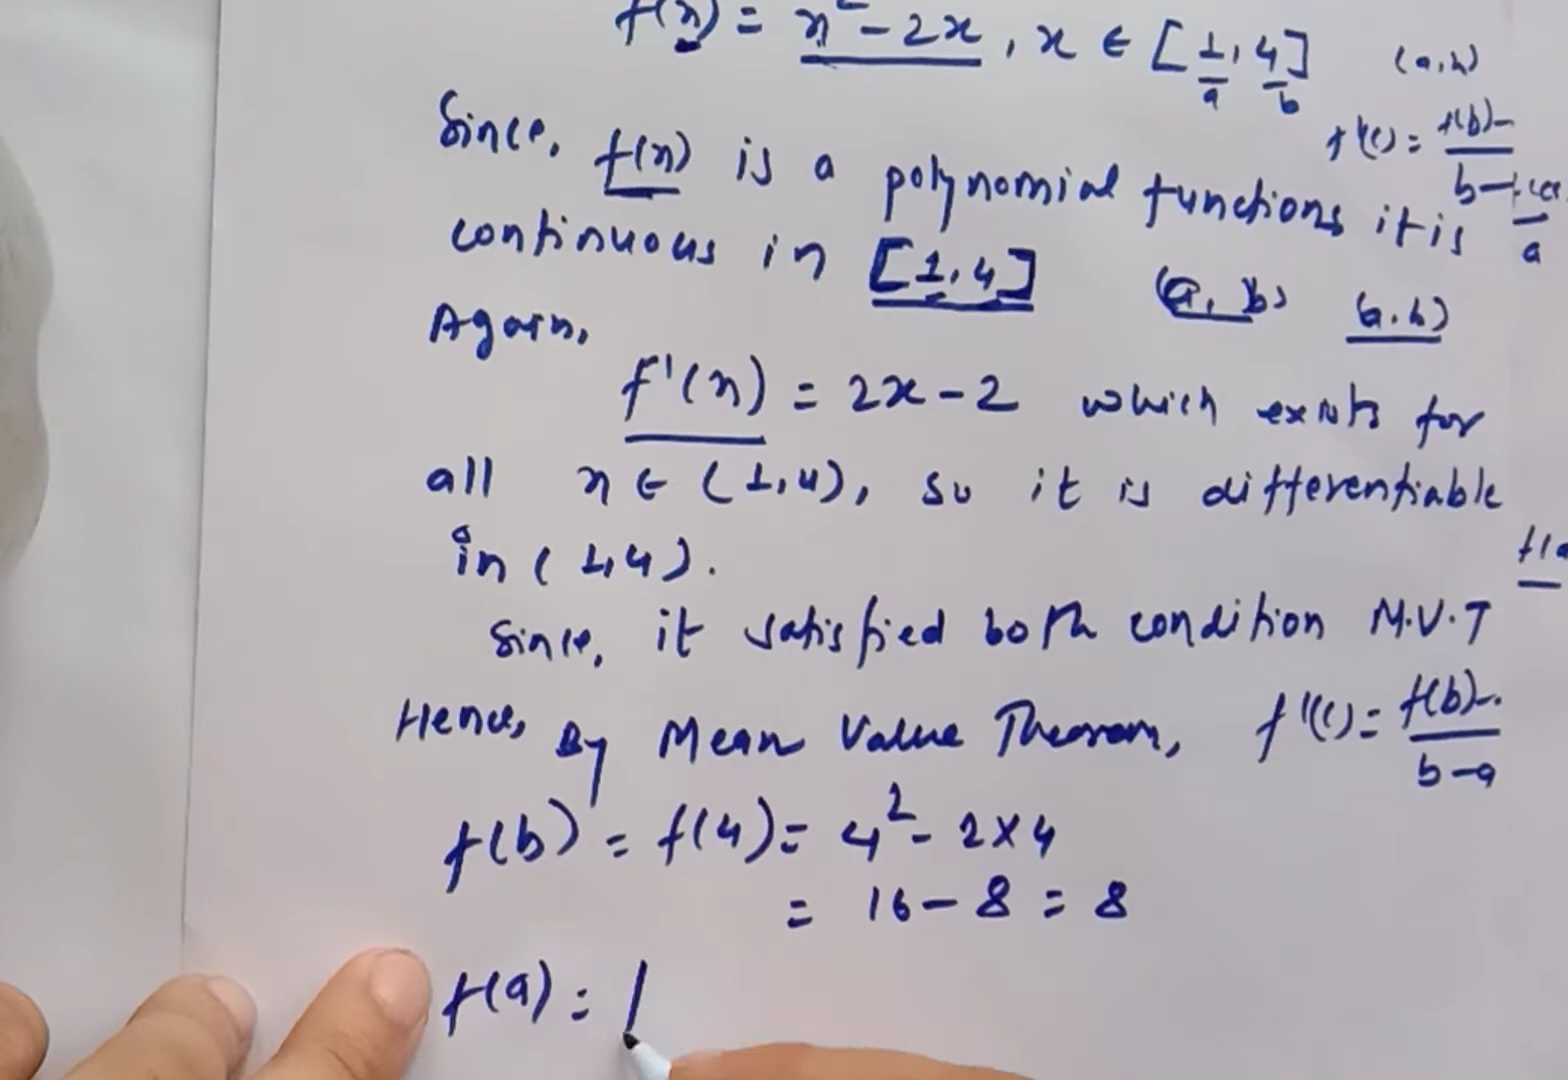 f(x) = x² - 2x, x ∈ [1, 4] (a, b)
a b
f'(c) = f(b) -
b -
a
Since, f(x) is a polynomial functions it is
continuous in [1, 4] (a, b) (a, b)
Again,
f'(x) = 2x - 2 which exists for
all x ∈ (1, 4), so it is differentiable
in (1, 4).
Since, it satisfied both condition M.V.T
Hence, By Mean Value Theorem, f'(c) = f(b) -
b - a
f(b) = f(4) = 4² - 2×4
= 16 - 8 = 8
f(a) =